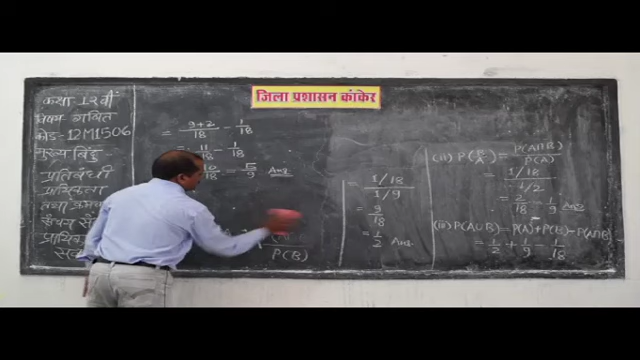 जिला प्रशासन कांकेर
कक्षा 12वीं
विषय गणित
कोड-12M1506
मुख्य बिंदु
प्रतिबंधी
प्रायिकता
तथा
= 9+2/18 - 1/18
= 11/18 - 1/18
10/18 = 5/9 Ans
P(B)
= 1/18 / 1/9
= 9/18
= 1/2 Ans.
(ii) P(B/A) = P(A∩B)/P(A)
= 1/18 / 1/2
= 2/18 = 1/9 Ans
(iii) P(A∪B) = P(A)+P(B)-P(A∩B)
= 1/2 + 1/9 - 1/18